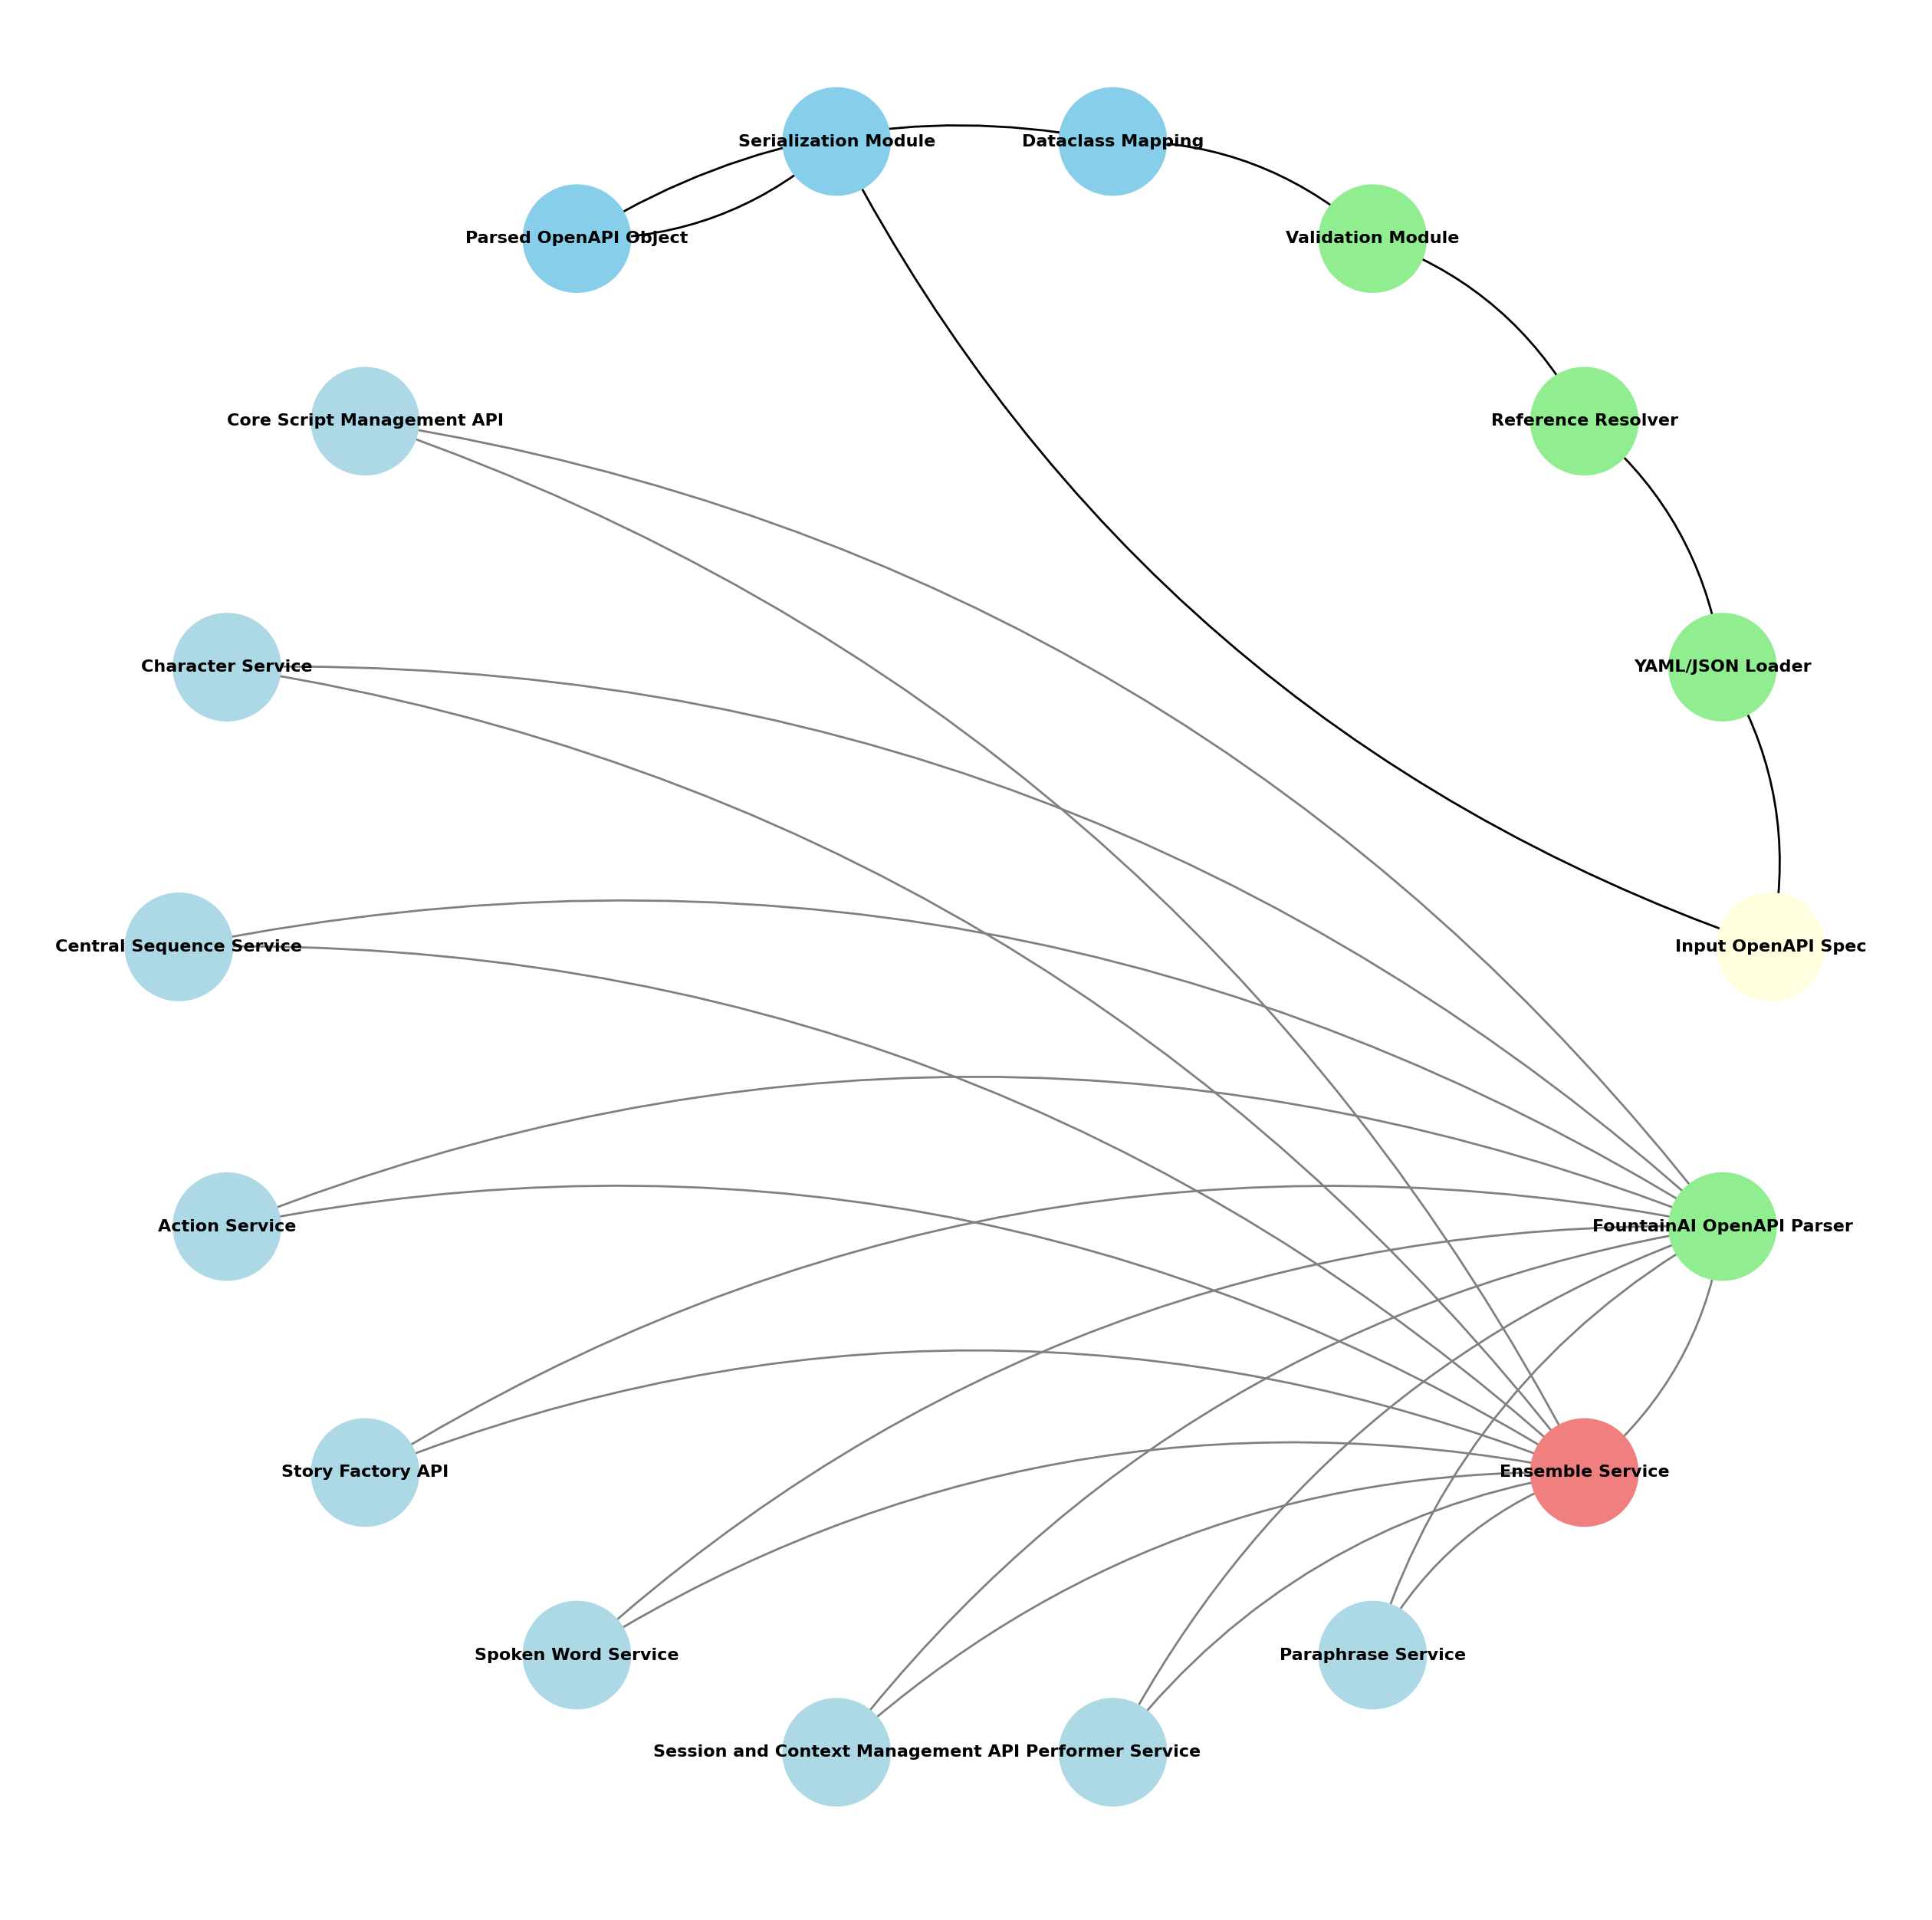 Serialization Module
Dataclass Mapping
Parsed OpenAPI Object
Validation Module
Core Script Management API
Reference Resolver
Character Service
YAML/JSON Loader
Central Sequence Service
Input OpenAPI Spec
Action Service
FountainAI OpenAPI Parser
Story Factory API
Ensemble Service
Spoken Word Service
Paraphrase Service
Session and Context Management API
Performer Service